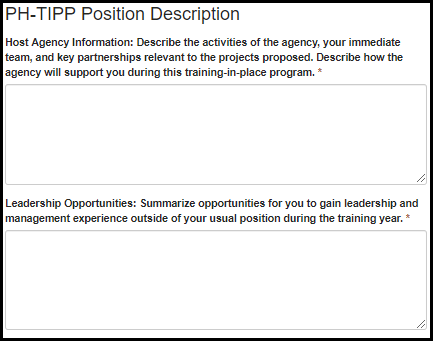 PH-TIPP Position Description
Host Agency Information: Describe the activities of the agency, your immediate
team, and key partnerships relevant to the projects proposed. Describe how the
agency will support you during this training-in-place program. *
Leadership Opportunities: Summarize opportunities for you to gain leadership and
management experience outside of your usual position during the training year. *